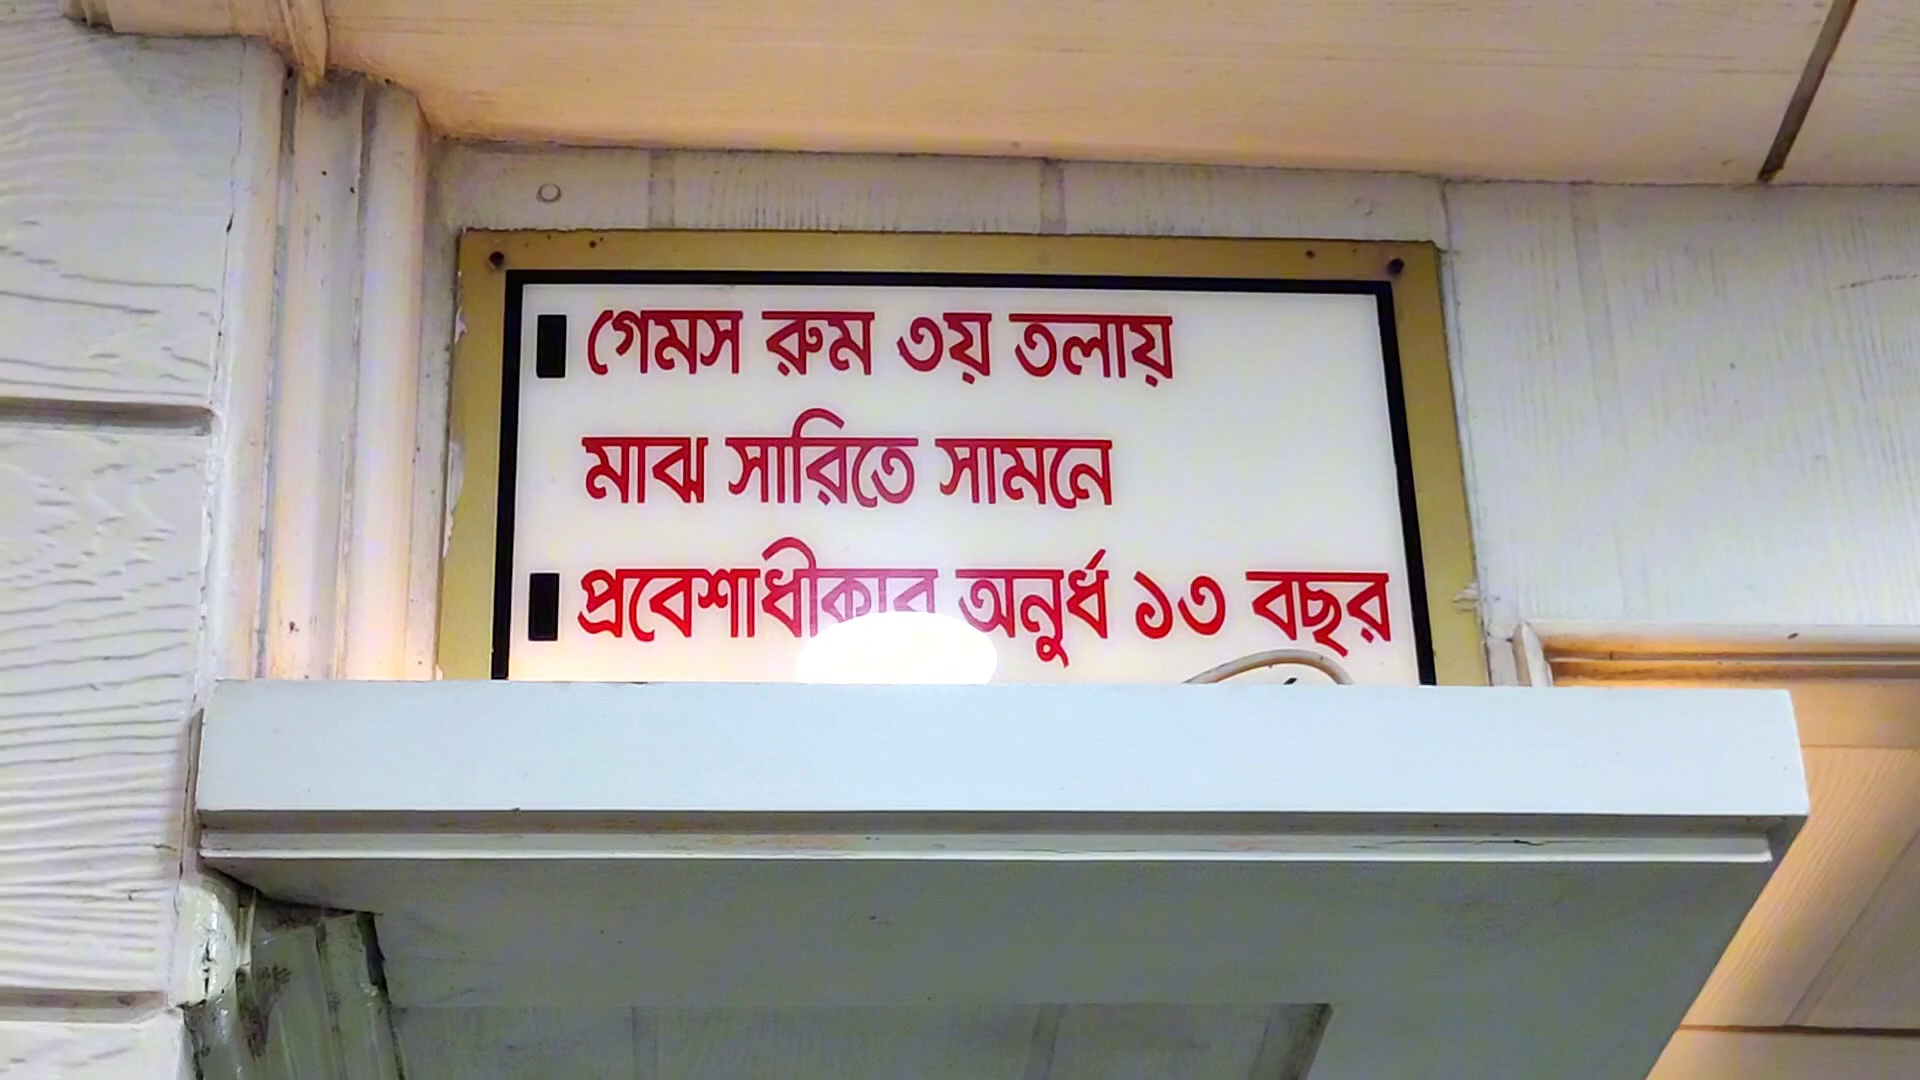 গেমস রুম ৩য় তলায়
মাঝ সারিতে সামনে
প্রবেশাধীকার অনুর্ধ ১৩ বছর